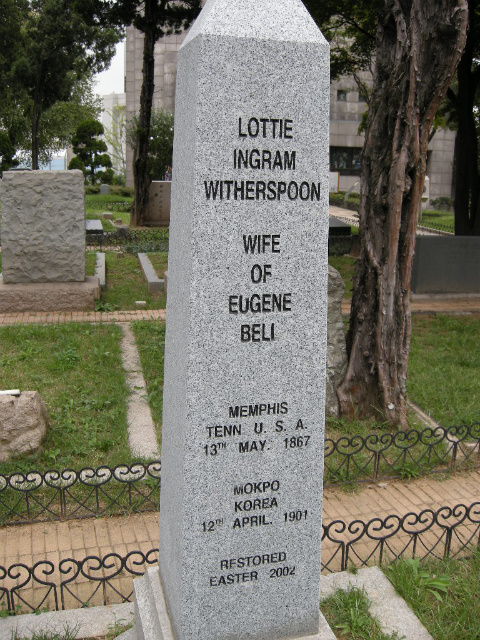 LOTTIE
INGRAM
WITHERSPOON
WIFE
OF
EUGENE
BELI
MEMPHIS
TENN U. S. A.
13TH MAY. 1867
MOKPO
KOREA
12TH APRIL. 1901
RESTORED
EASTER 2002